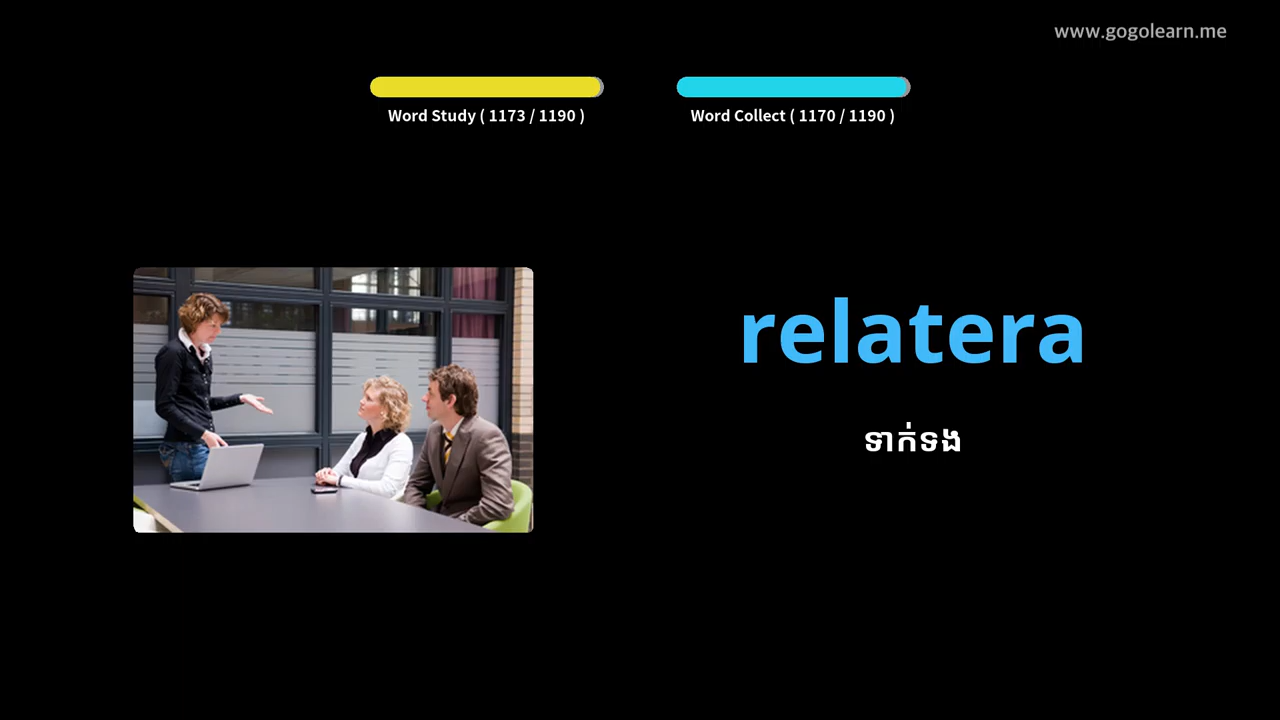 www.gogolearn.me
Word Study ( 1173 / 1190 )
Word Collect ( 1170 / 1190 )
relatera
ទាក់ទង